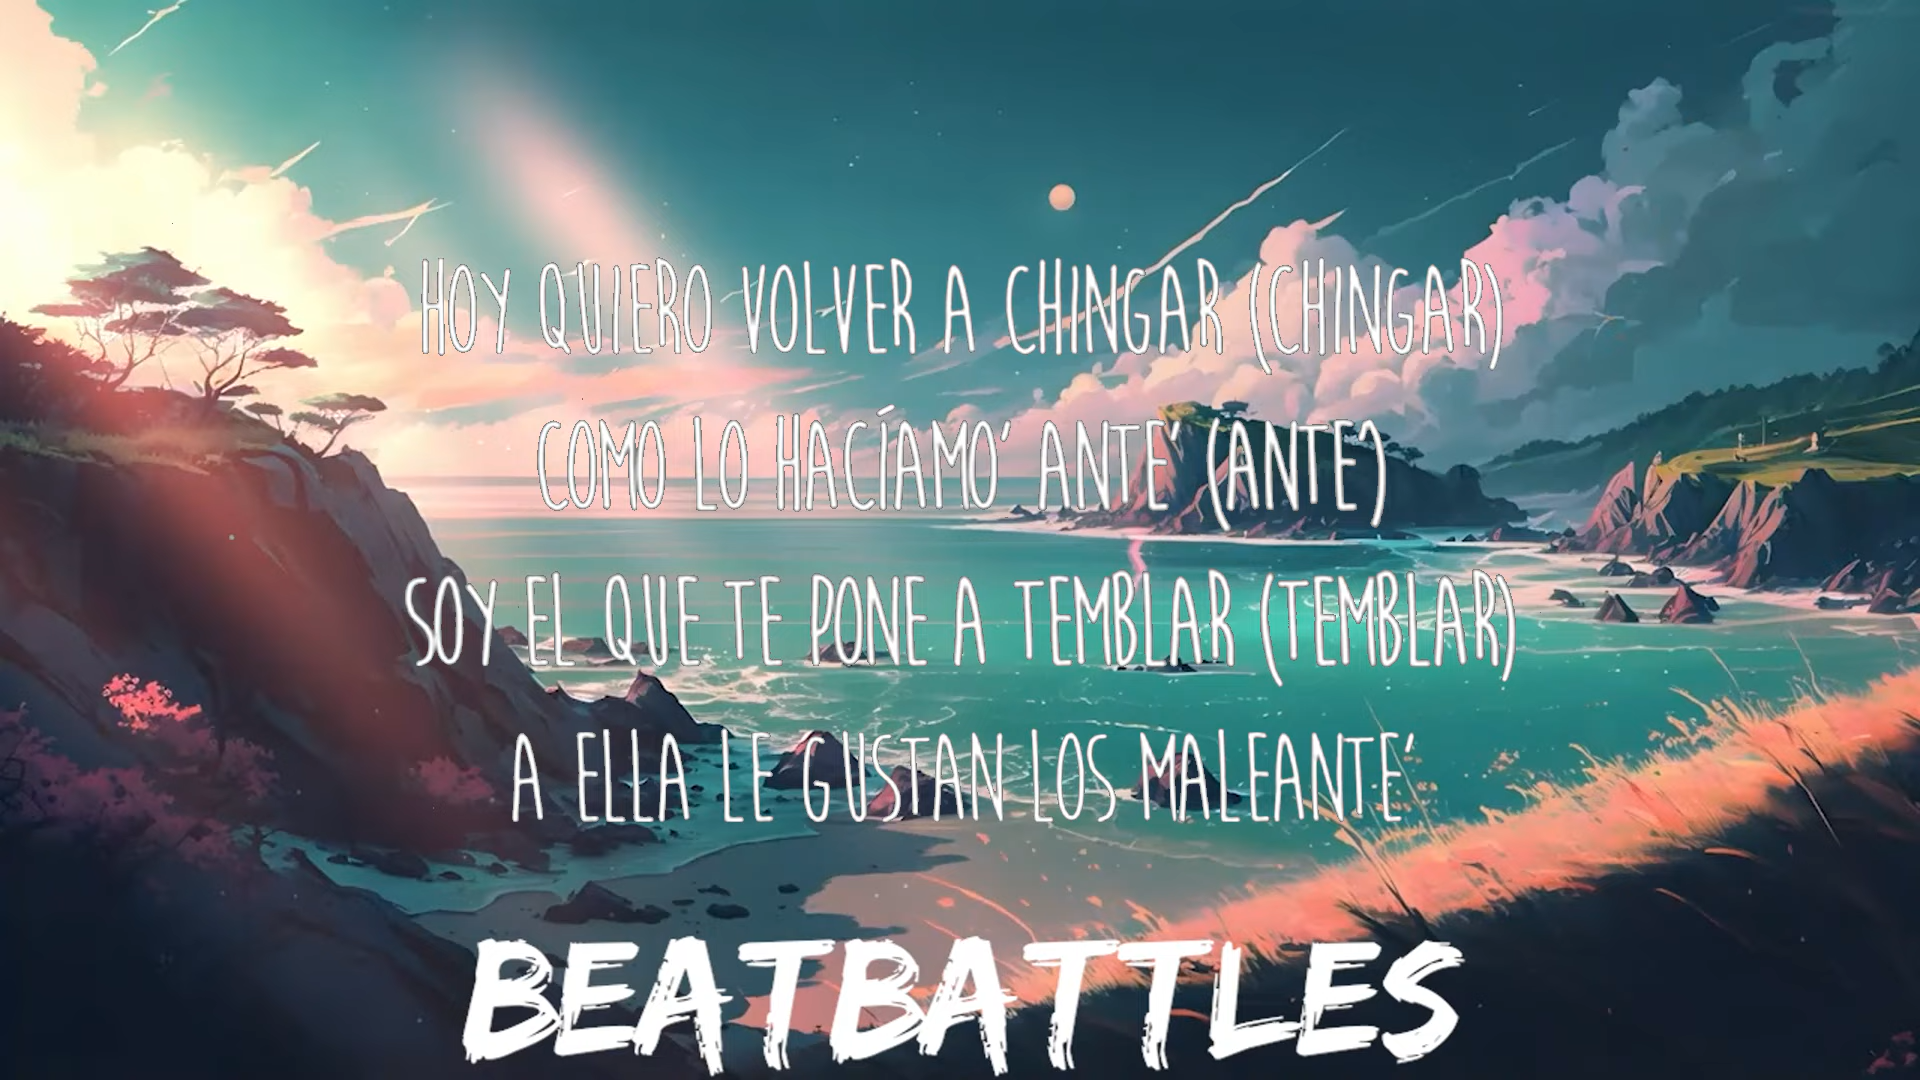 HOY QUIERO VOLVER A CHINGAR (CHINGAR)
COMO LO HACÍAMO' ANTE' (ANTE')
SOY EL QUE TE PONE A TEMBLAR (TEMBLAR)
A ELLA LE GUSTAN LOS MALEANTE'
BEATBATTLES